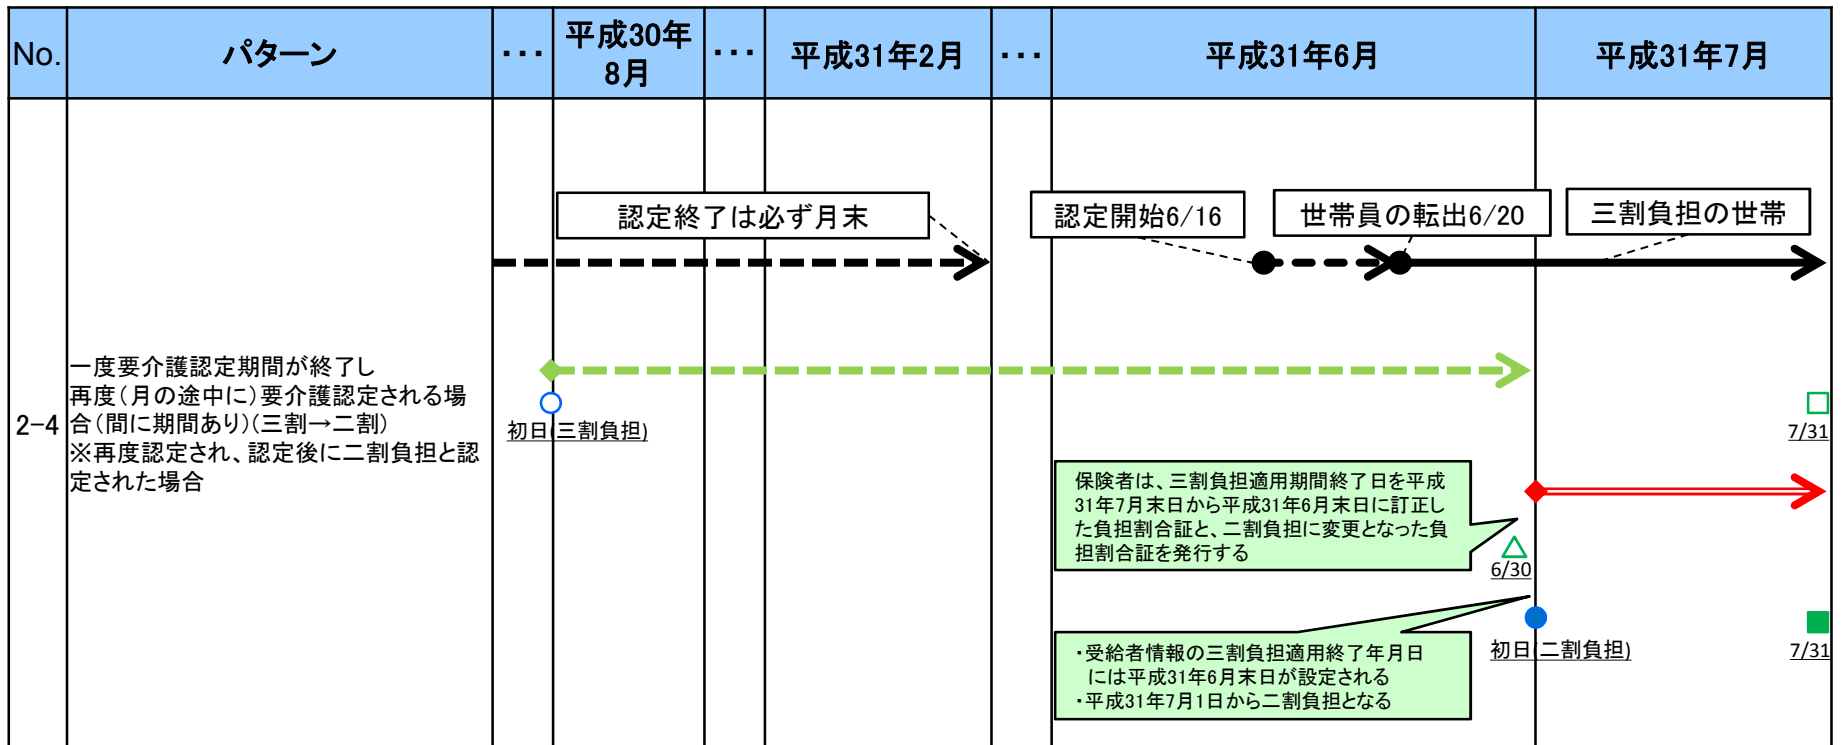 No.
パターン
・・・
平成30年
8月
・・・
平成31年2月
・・・
平成31年6月
平成31年7月
認定終了は必ず月末
認定開始6/16
世帯員の転出6/20
三割負担の世帯
2-4
一度要介護認定期間が終了し
再度（月の途中に）要介護認定される場
合（間に期間あり）（三割→二割）
※再度認定され、認定後に二割負担と認
定された場合
初日(三割負担)
7/31
保険者は、三割負担適用期間終了日を平成
31年7月末日から平成31年6月末日に訂正し
た負担割合証と、二割負担に変更となった負
担割合証を発行する
6/30
・受給者情報の三割負担適用終了年月日
には平成31年6月末日が設定される
・平成31年7月1日から二割負担となる
初日(二割負担)
7/31